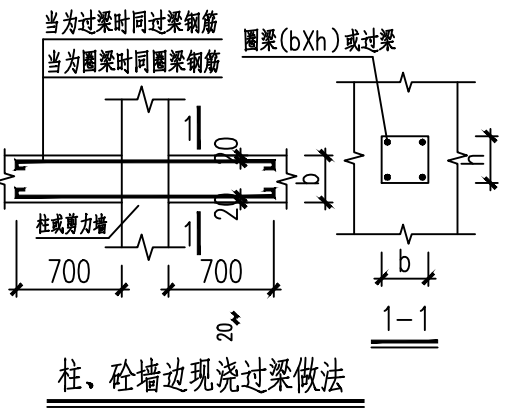 当为过梁时同过梁钢筋
当为圈梁时同圈梁钢筋
圈梁(bXh)或过梁
1
20
b
h
20
柱或剪力墙
1
700
700
b
20
1-1
柱、砼墙边现浇过梁做法